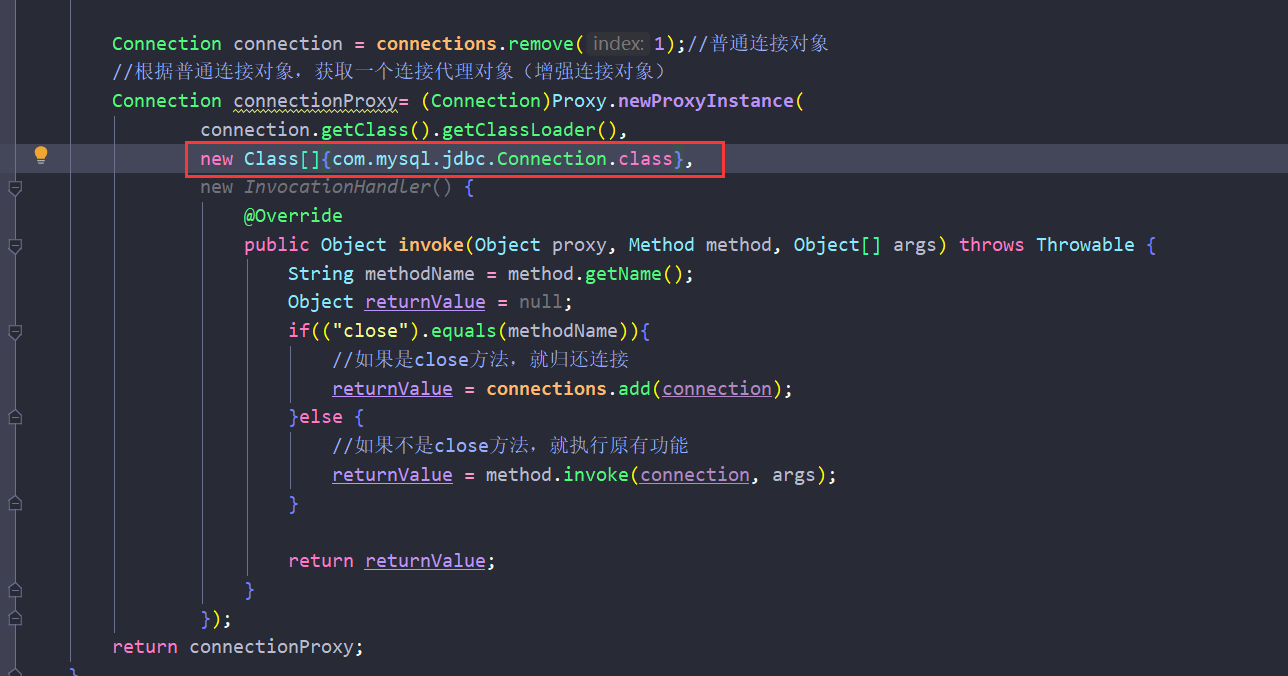 Connection connection = connections.remove( index: 1);//普通连接对象
//根据普通连接对象，获取一个连接代理对象（增强连接对象）
Connection connectionProxy= (Connection)Proxy.newProxyInstance(
connection.getClass().getClassLoader(),
new Class[]{com.mysql.jdbc.Connection.class},
new InvocationHandler() {
@Override
public Object invoke(Object proxy, Method method, Object[] args) throws Throwable {
String methodName = method.getName();
Object returnValue = null;
if(("close").equals(methodName)){
//如果是close方法，就归还连接
returnValue = connections.add(connection);
}else {
//如果不是close方法，就执行原有功能
returnValue = method.invoke(connection, args);
}
return returnValue;
}
});
return connectionProxy;
}